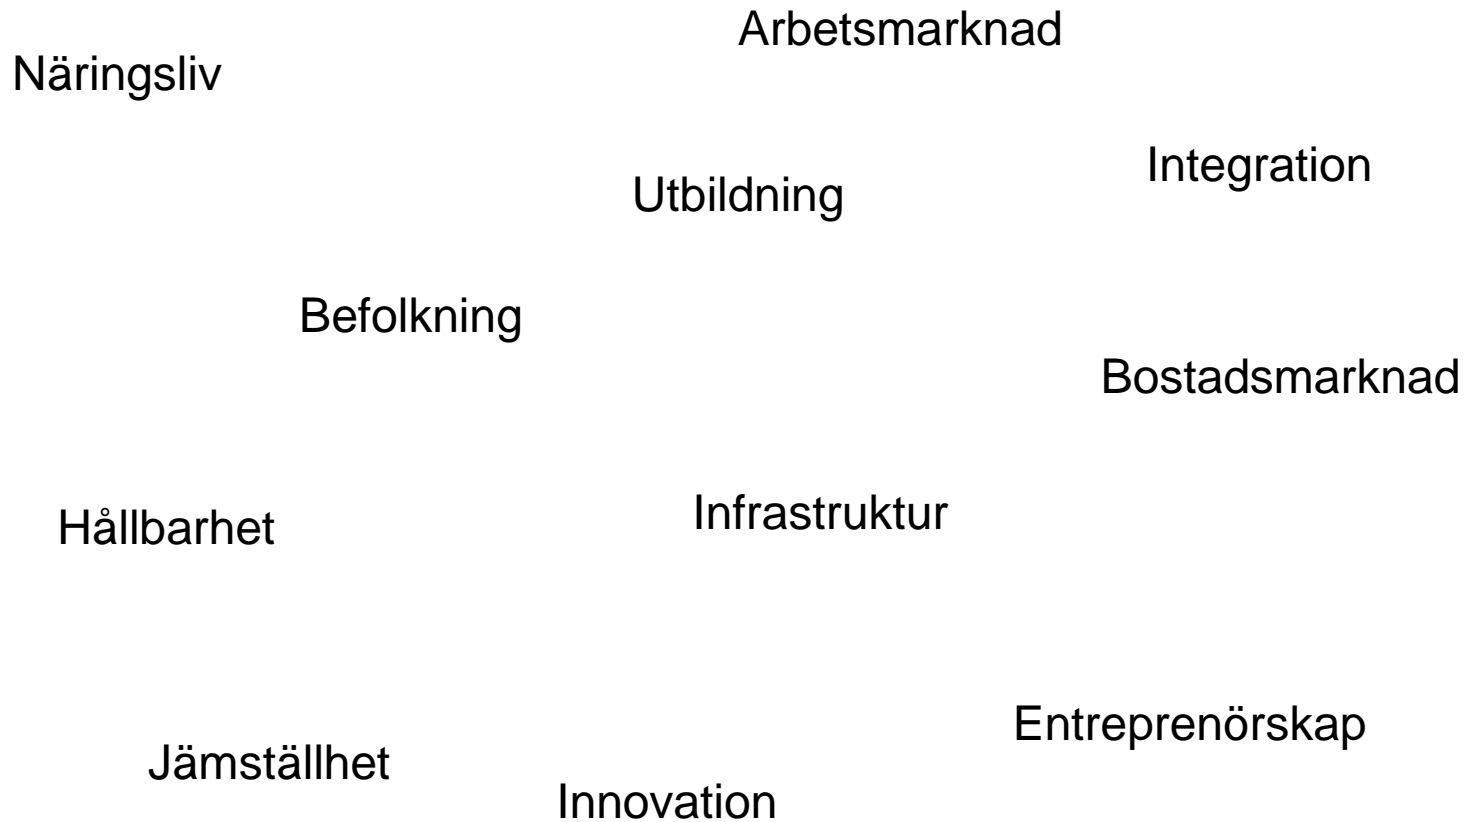 Arbetsmarknad
Näringsliv
Integration
Utbildning
Befolkning
Bostadsmarknad
Infrastruktur
Hållbarhet
Entreprenörskap
Jämställhet
Innovation